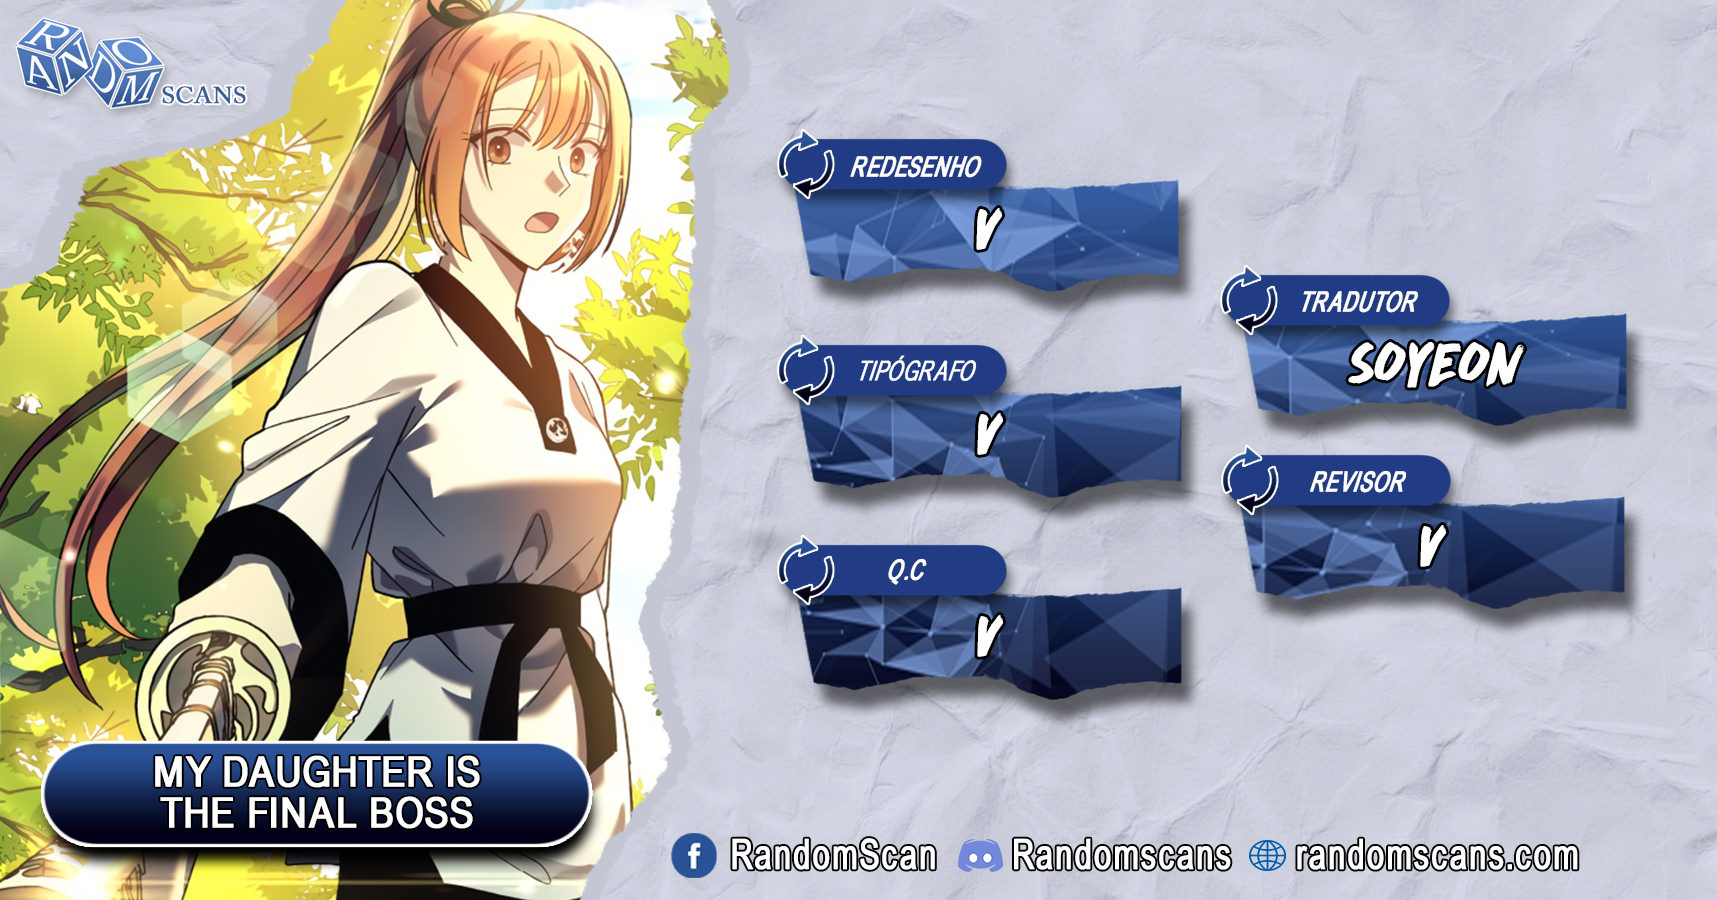 RANDOM SCANS
REDESENHO
V
TIPÓGRAFO
V
Q.C
V
TRADUTOR
SOYEON
REVISOR
V
MY DAUGHTER IS
THE FINAL BOSS
RandomScan
Randomscans
randomscans.com